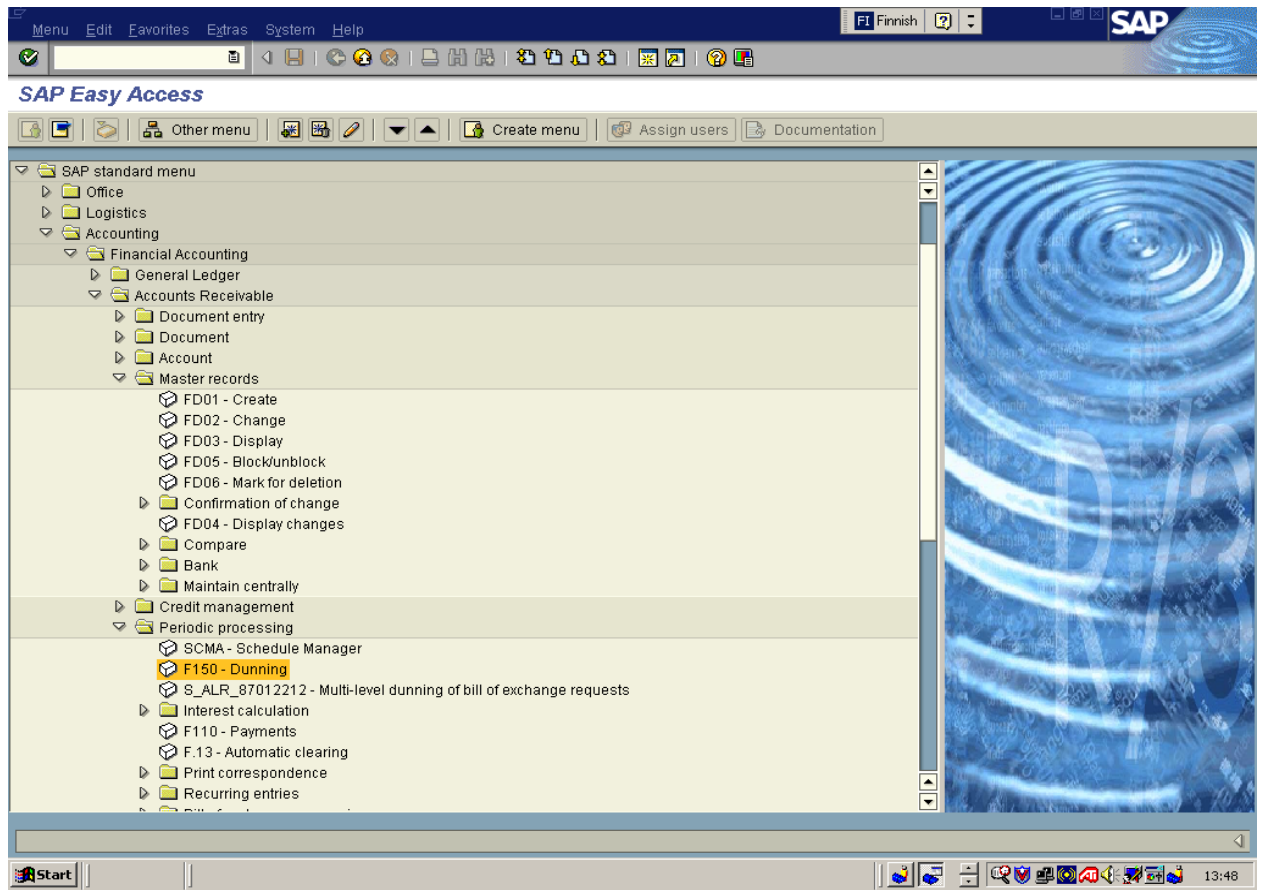 Menu Edit Favorites Extras System Help
FI Finnish
SAP
SAP Easy Access
Other menu Create menu Assign users Documentation
SAP standard menu
Office
Logistics
Accounting
Financial Accounting
General Ledger
Accounts Receivable
Document entry
Document
Account
Master records
FD01 - Create
FD02 - Change
FD03 - Display
FD05 - Block/unblock
FD06 - Mark for deletion
Confirmation of change
FD04 - Display changes
Compare
Bank
Maintain centrally
Credit management
Periodic processing
SCMA - Schedule Manager
F150 - Dunning
S_ALR_87012212 - Multi-level dunning of bill of exchange requests
Interest calculation
F110 - Payments
F.13 - Automatic clearing
Print correspondence
Recurring entries
R/3
Start
13:48